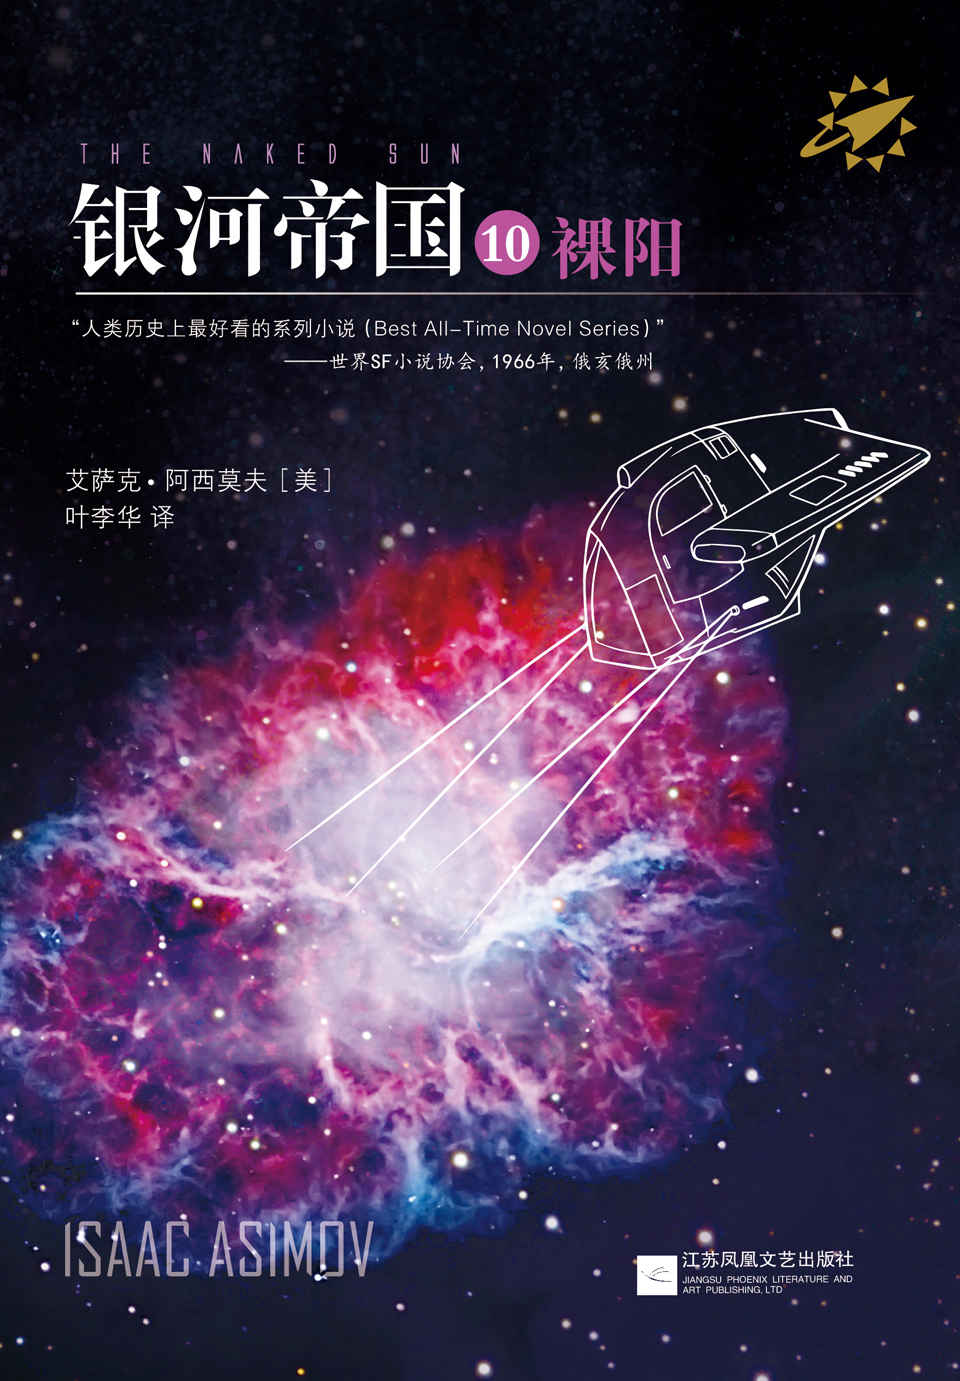 THE NAKED SUN
银河帝国 10 裸阳
“人类历史上最好看的系列小说（Best All-Time Novel Series）”
——世界SF小说协会，1966年，俄亥俄州
艾萨克·阿西莫夫［美］
叶李华 译
ISAAC ASIMOV
江苏凤凰文艺出版社
JIANGSU PHOENIX LITERATURE AND
ART PUBLISHING, LTD